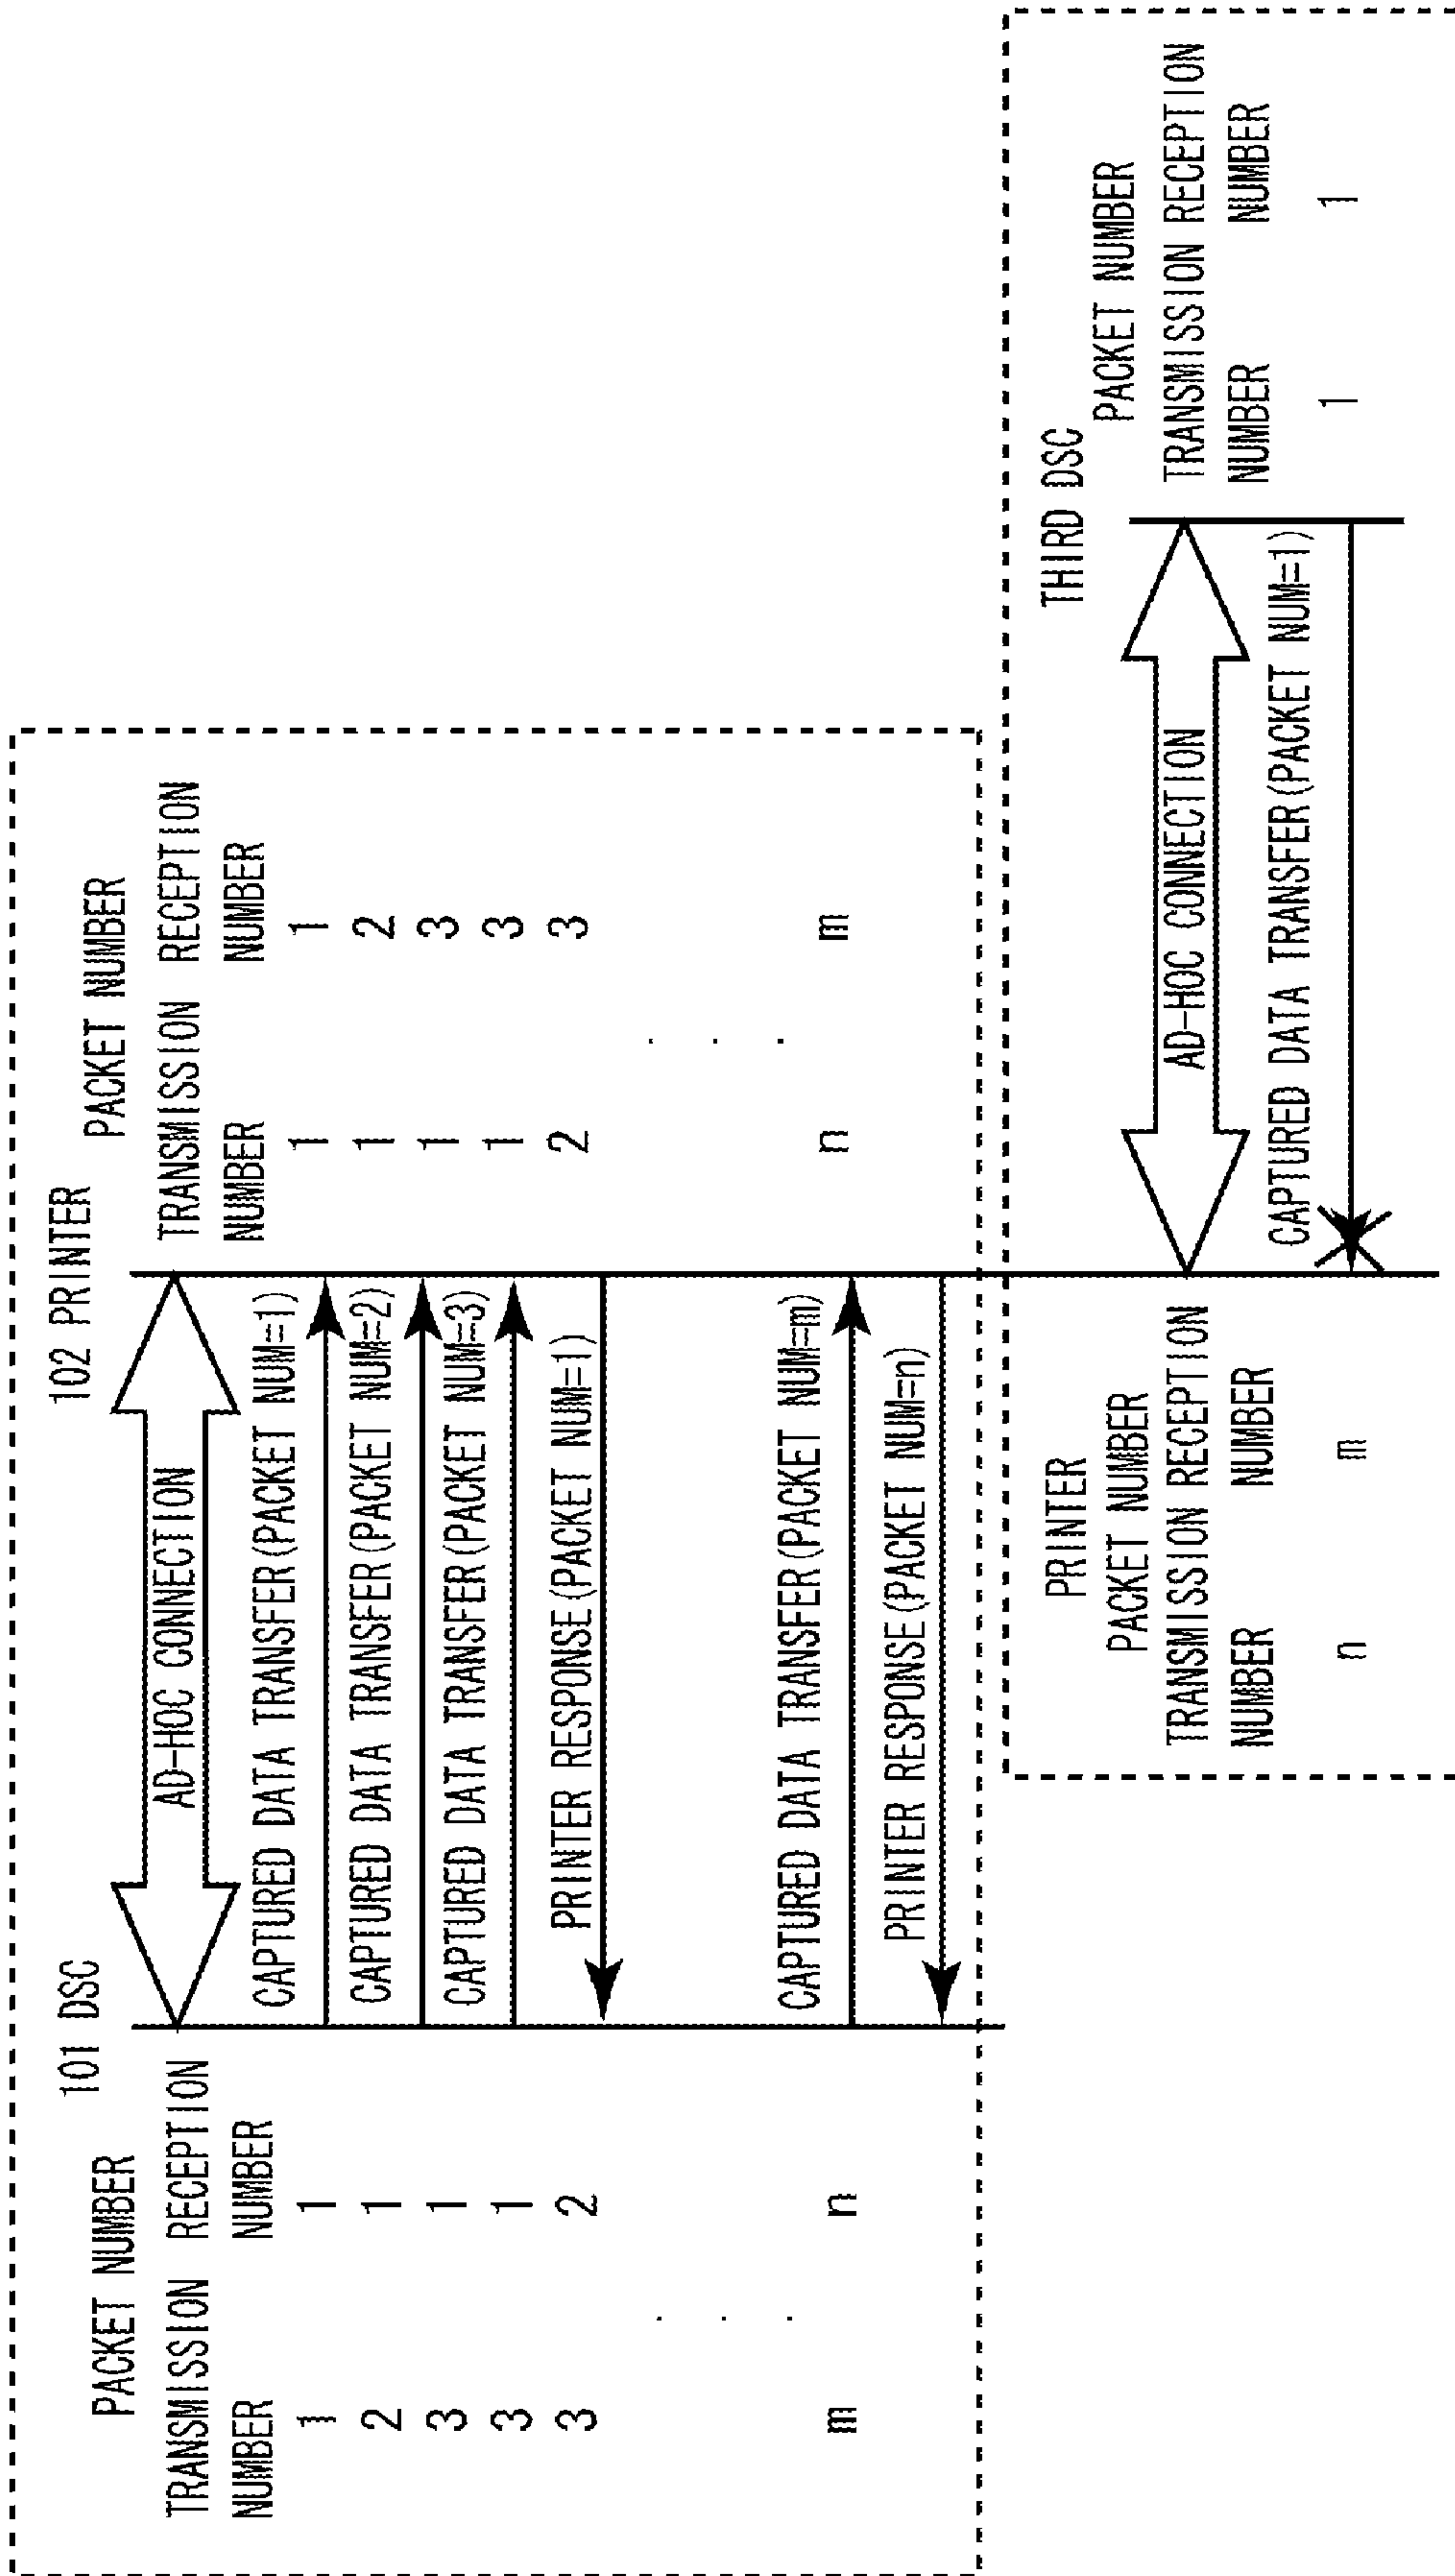 101 DSC
102 PRINTER
PACKET NUMBER
TRANSMISSION RECEPTION
NUMBER NUMBER
1 1
2 1
3 1
3 1
3 2
. . .
m n
AD-HOC CONNECTION
CAPTURED DATA TRANSFER(PACKET NUM=1)
CAPTURED DATA TRANSFER(PACKET NUM=2)
CAPTURED DATA TRANSFER(PACKET NUM=3)
PRINTER RESPONSE(PACKET NUM=1)
CAPTURED DATA TRANSFER(PACKET NUM=m)
PRINTER RESPONSE(PACKET NUM=n)
PACKET NUMBER
TRANSMISSION RECEPTION
NUMBER NUMBER
1 1
1 2
1 3
1 3
2 3
. . .
n m
PRINTER
PACKET NUMBER
TRANSMISSION RECEPTION
NUMBER NUMBER
n m
THIRD DSC
AD-HOC CONNECTION
CAPTURED DATA TRANSFER(PACKET NUM=1)
PACKET NUMBER
TRANSMISSION RECEPTION
NUMBER NUMBER
1 1